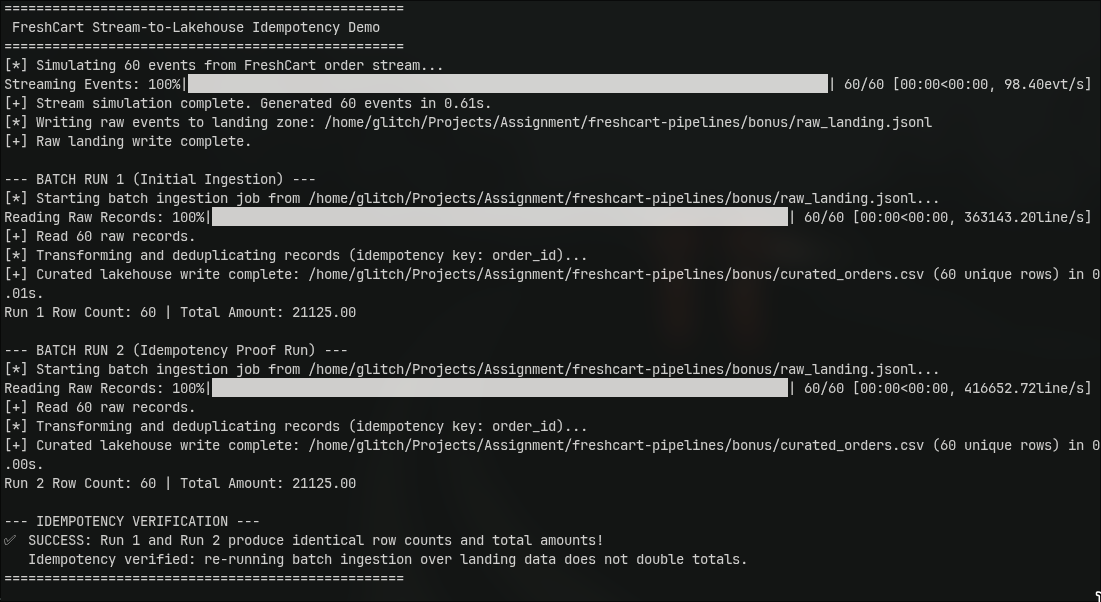 ==================================================
 FreshCart Stream-to-Lakehouse Idempotency Demo
==================================================
[*] Simulating 60 events from FreshCart order stream...
Streaming Events: 100%|| 60/60 [00:00<00:00, 98.40evt/s]
[+] Stream simulation complete. Generated 60 events in 0.61s.
[*] Writing raw events to landing zone: /home/glitch/Projects/Assignment/freshcart-pipelines/bonus/raw_landing.jsonl
[+] Raw landing write complete.

--- BATCH RUN 1 (Initial Ingestion) ---
[*] Starting batch ingestion job from /home/glitch/Projects/Assignment/freshcart-pipelines/bonus/raw_landing.jsonl...
Reading Raw Records: 100%|| 60/60 [00:00<00:00, 363143.20line/s]
[+] Read 60 raw records.
[*] Transforming and deduplicating records (idempotency key: order_id)...
[+] Curated lakehouse write complete: /home/glitch/Projects/Assignment/freshcart-pipelines/bonus/curated_orders.csv (60 unique rows) in 0
.01s.
Run 1 Row Count: 60 | Total Amount: 21125.00

--- BATCH RUN 2 (Idempotency Proof Run) ---
[*] Starting batch ingestion job from /home/glitch/Projects/Assignment/freshcart-pipelines/bonus/raw_landing.jsonl...
Reading Raw Records: 100%|| 60/60 [00:00<00:00, 416652.72line/s]
[+] Read 60 raw records.
[*] Transforming and deduplicating records (idempotency key: order_id)...
[+] Curated lakehouse write complete: /home/glitch/Projects/Assignment/freshcart-pipelines/bonus/curated_orders.csv (60 unique rows) in 0
.00s.
Run 2 Row Count: 60 | Total Amount: 21125.00

--- IDEMPOTENCY VERIFICATION ---
✅ SUCCESS: Run 1 and Run 2 produce identical row counts and total amounts!
   Idempotency verified: re-running batch ingestion over landing data does not double totals.
==================================================